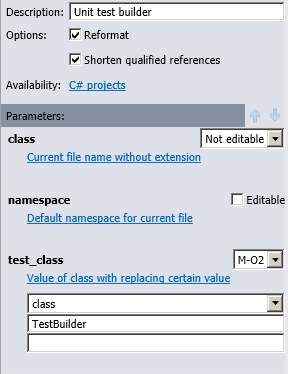 Description: Unit test builder
Options: Reformat
Shorten qualified references
Availability: C# projects
Parameters:
class Not editable
Current file name without extension
namespace Editable
Default namespace for current file
test_class M-O2
Value of class with replacing certain value
class
TestBuilder